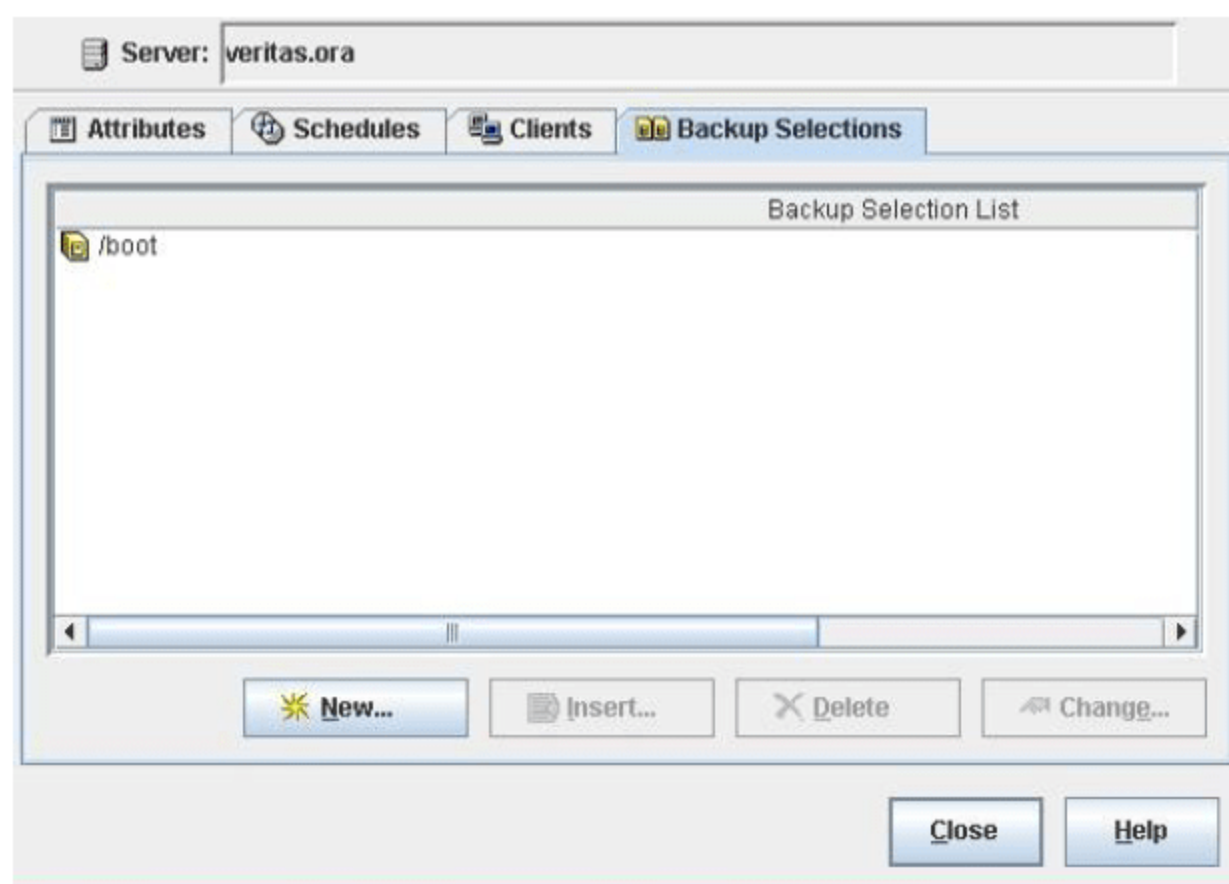 Server: veritas.ora
Attributes Schedules Clients Backup Selections
Backup Selection List
/boot
New... Insert... Delete Change...
Close Help